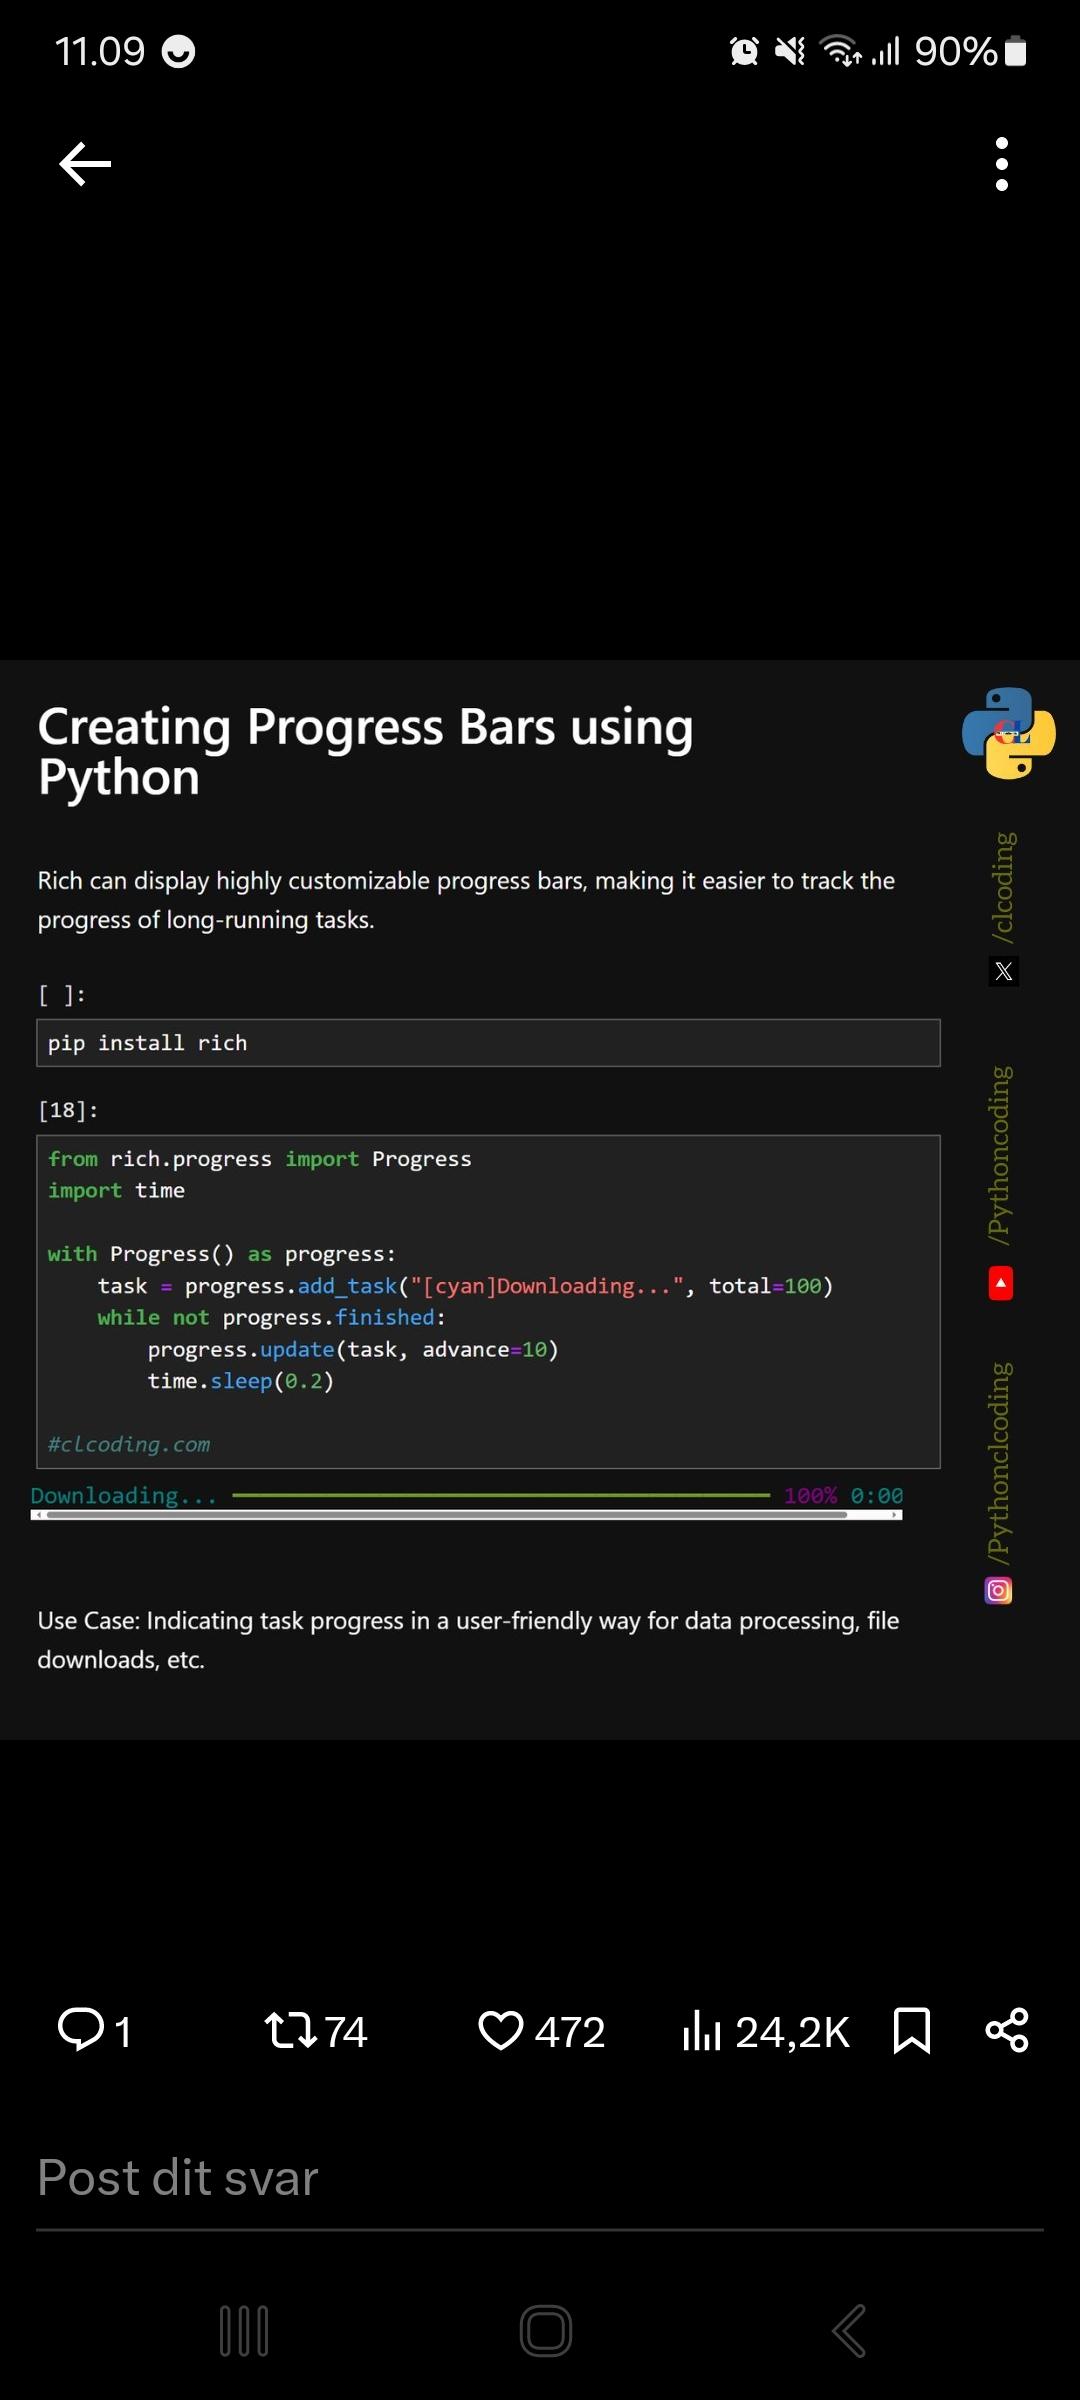 11.09
90%
Creating Progress Bars using
Python
Rich can display highly customizable progress bars, making it easier to track the
progress of long-running tasks.
[ ]:
pip install rich
[18]:
from rich.progress import Progress
import time
with Progress() as progress:
    task = progress.add_task("[cyan]Downloading...", total=100)
    while not progress.finished:
        progress.update(task, advance=10)
        time.sleep(0.2)
#clcoding.com
Downloading... 100% 0:00
Use Case: Indicating task progress in a user-friendly way for data processing, file
downloads, etc.
CL
/clcoding
/Pythoncoding
/Pythonclcoding
1 74 472 24,2K
Post dit svar